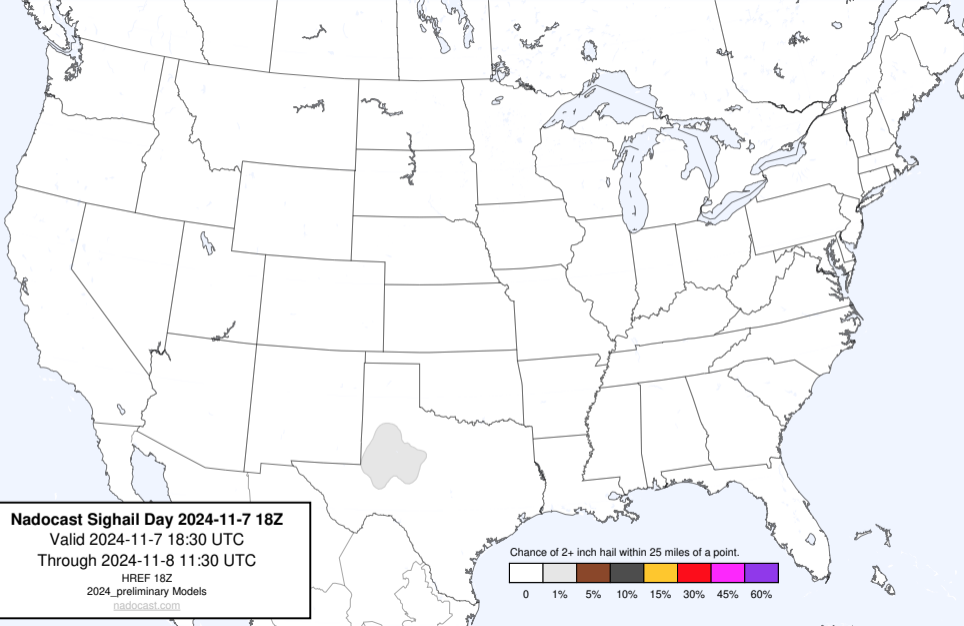 Nadocast Sighail Day 2024-11-7 18Z
Valid 2024-11-7 18:30 UTC
Through 2024-11-8 11:30 UTC
HREF 18Z
2024_preliminary Models
nadocast.com
Chance of 2+ inch hail within 25 miles of a point.
0 1% 5% 10% 15% 30% 45% 60%